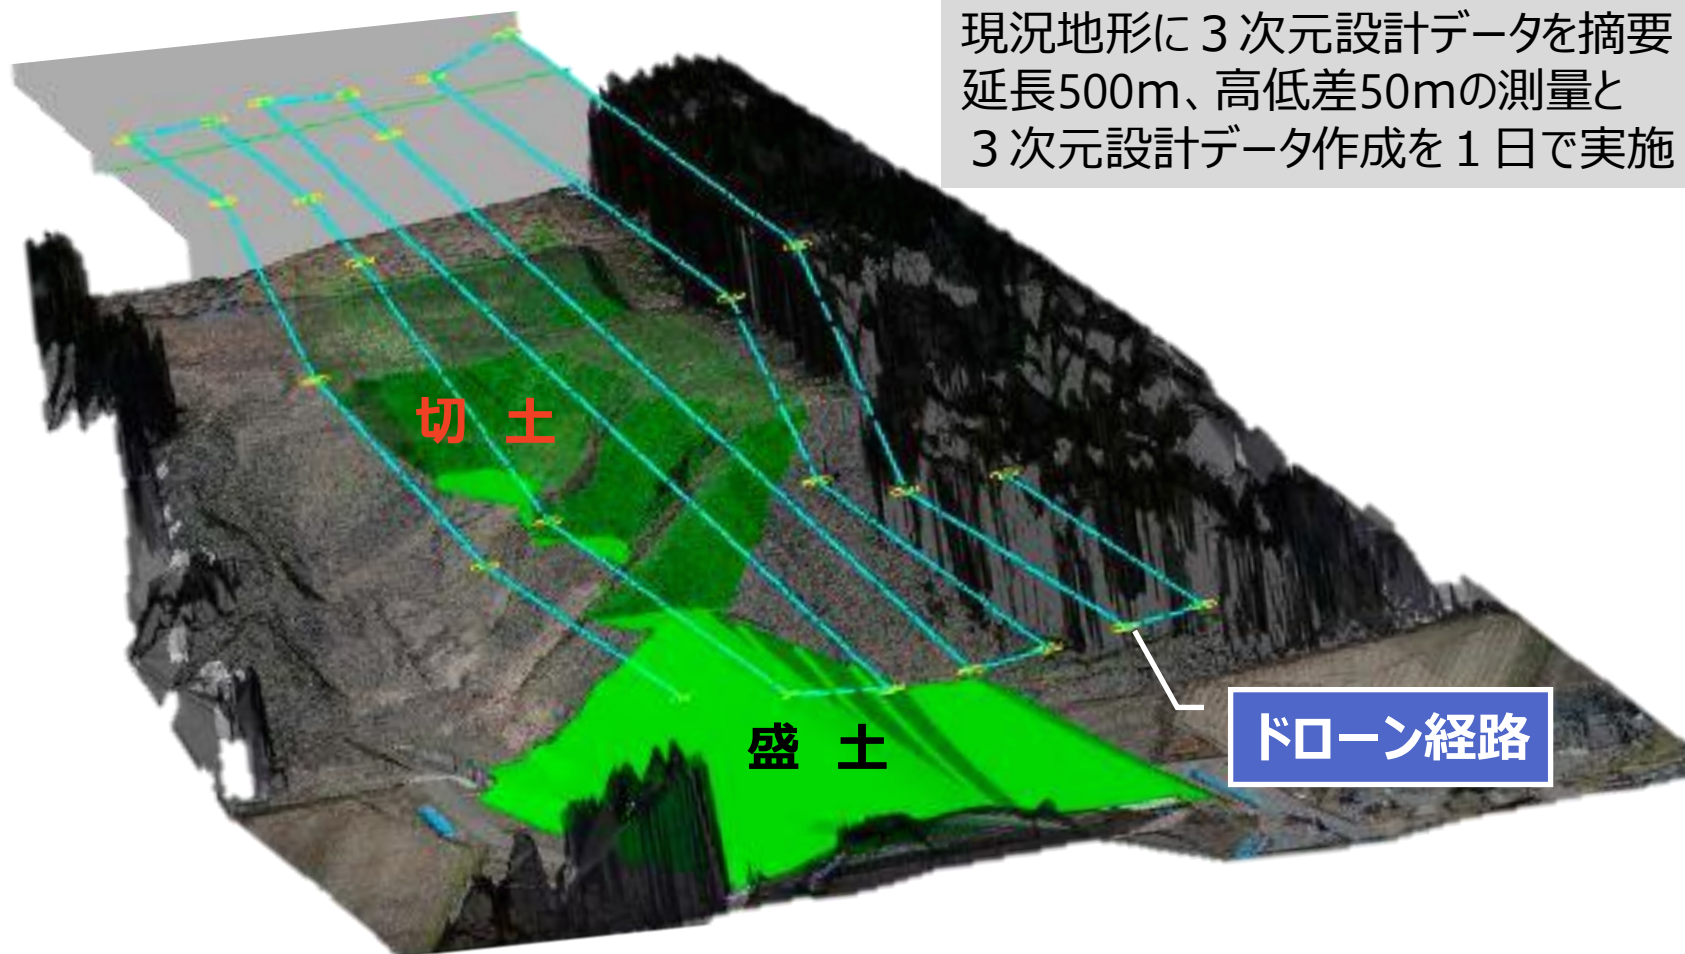 現況地形に３次元設計データを摘要
延長500m、高低差50mの測量と
３次元設計データ作成を１日で実施
切　土
盛　土
ドローン経路